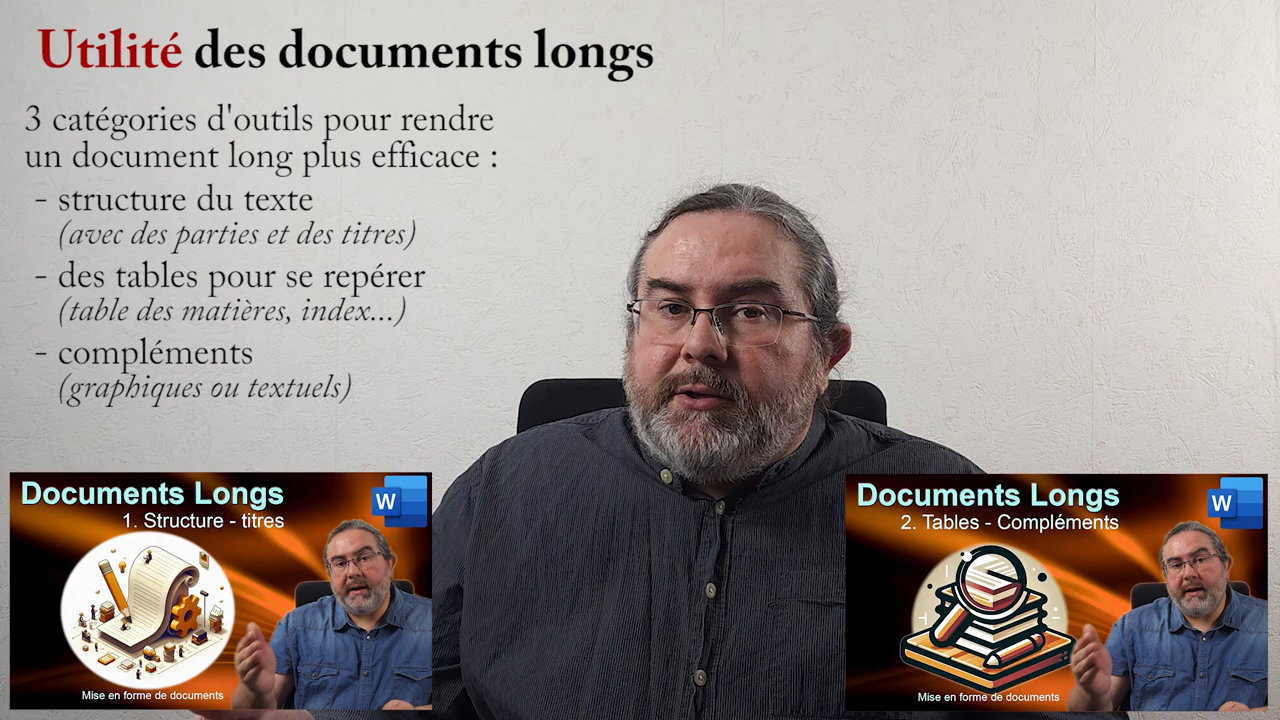 Utilité des documents longs
3 catégories d'outils pour rendre
un document long plus efficace :
- structure du texte
(avec des parties et des titres)
- des tables pour se repérer
(table des matières, index...)
- compléments
(graphiques ou textuels)
Documents Longs
W
1. Structure - titres
Mise en forme de documents
Documents Longs
W
2. Tables - Compléments
Mise en forme de documents